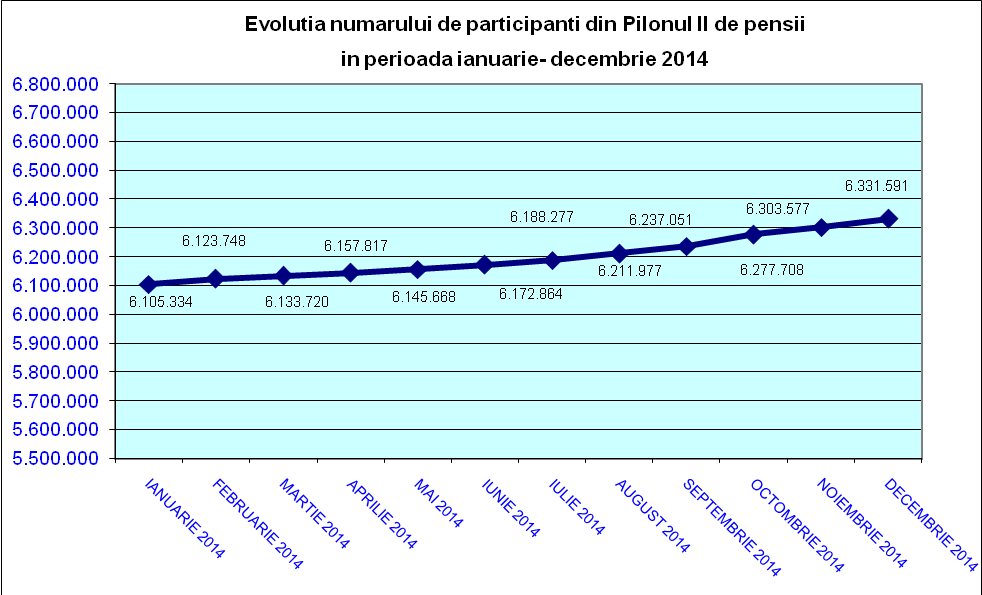 Evolutia numarului de participanti din Pilonul II de pensii
in perioada ianuarie- decembrie 2014
6.800.000
6.700.000
6.600.000
6.500.000
6.400.000
6.300.000
6.200.000
6.100.000
6.000.000
5.900.000
5.800.000
5.700.000
5.600.000
5.500.000
6.105.334
6.123.748
6.133.720
6.157.817
6.145.668
6.172.864
6.188.277
6.211.977
6.237.051
6.277.708
6.303.577
6.331.591
IANUARIE 2014
FEBRUARIE 2014
MARTIE 2014
APRILIE 2014
MAI 2014
IUNIE 2014
IULIE 2014
AUGUST 2014
SEPTEMBRIE 2014
OCTOMBRIE 2014
NOIEMBRIE 2014
DECEMBRIE 2014